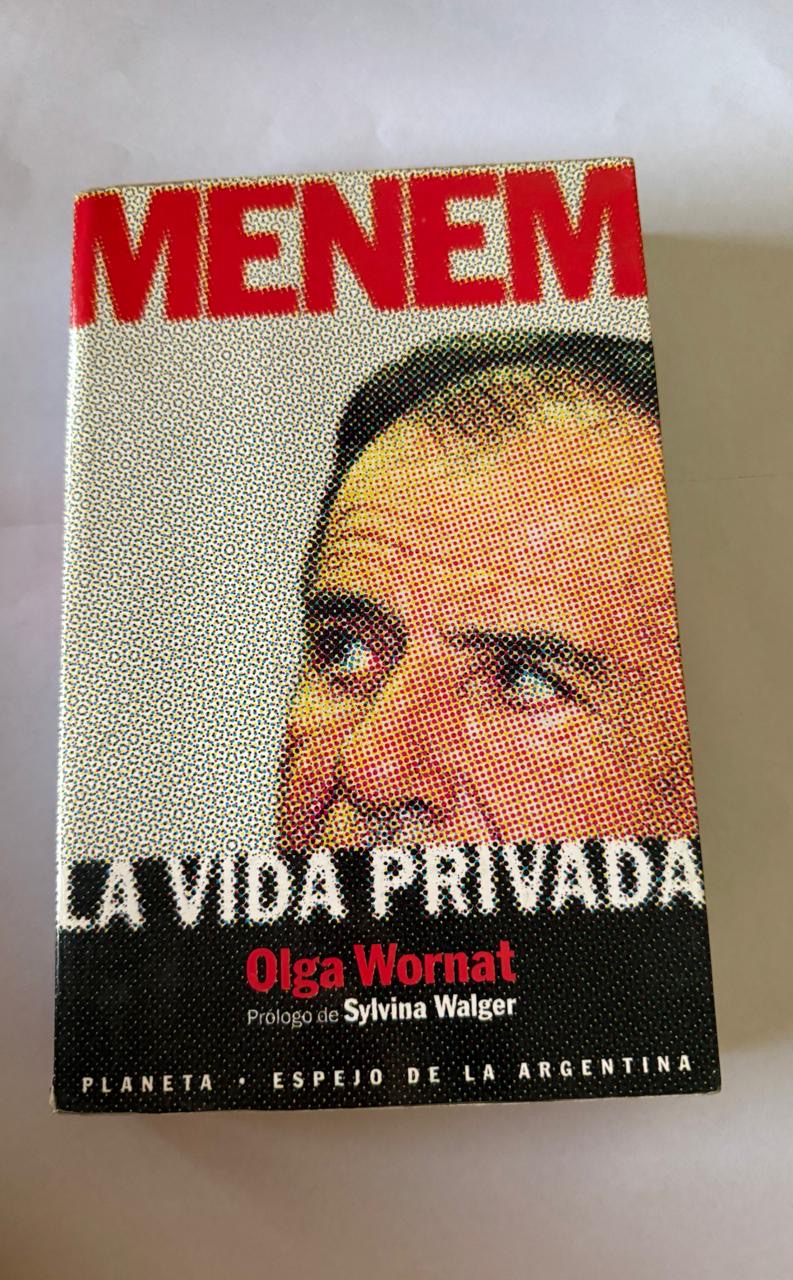 MENEM
LA VIDA PRIVADA
Olga Wornat
Prólogo de Sylvina Walger
PLANETA • ESPEJO DE LA ARGENTINA